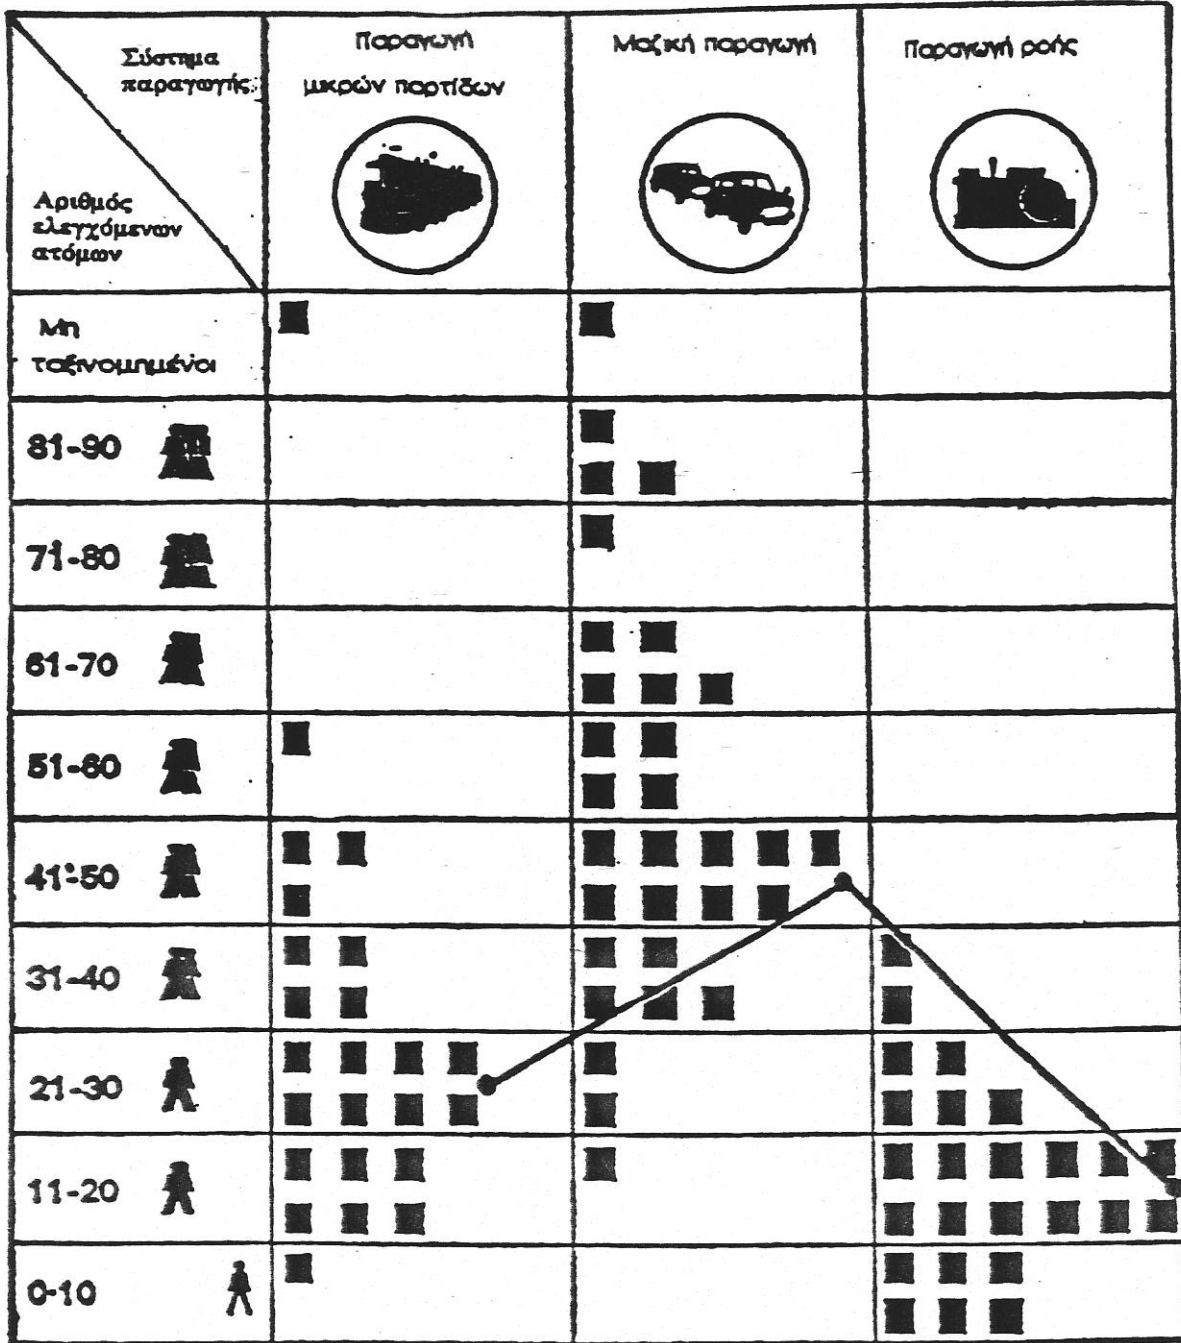 Σύστημα
παραγωγής
Αριθμός
ελεγχόμενων
ατόμων
Παραγωγή
μικρών παρτίδων
Μαζική παραγωγή
Παραγωγή ροής
Μη
ταξινομημένοι
81-90
71-80
61-70
51-60
41-50
31-40
21-30
11-20
0-10